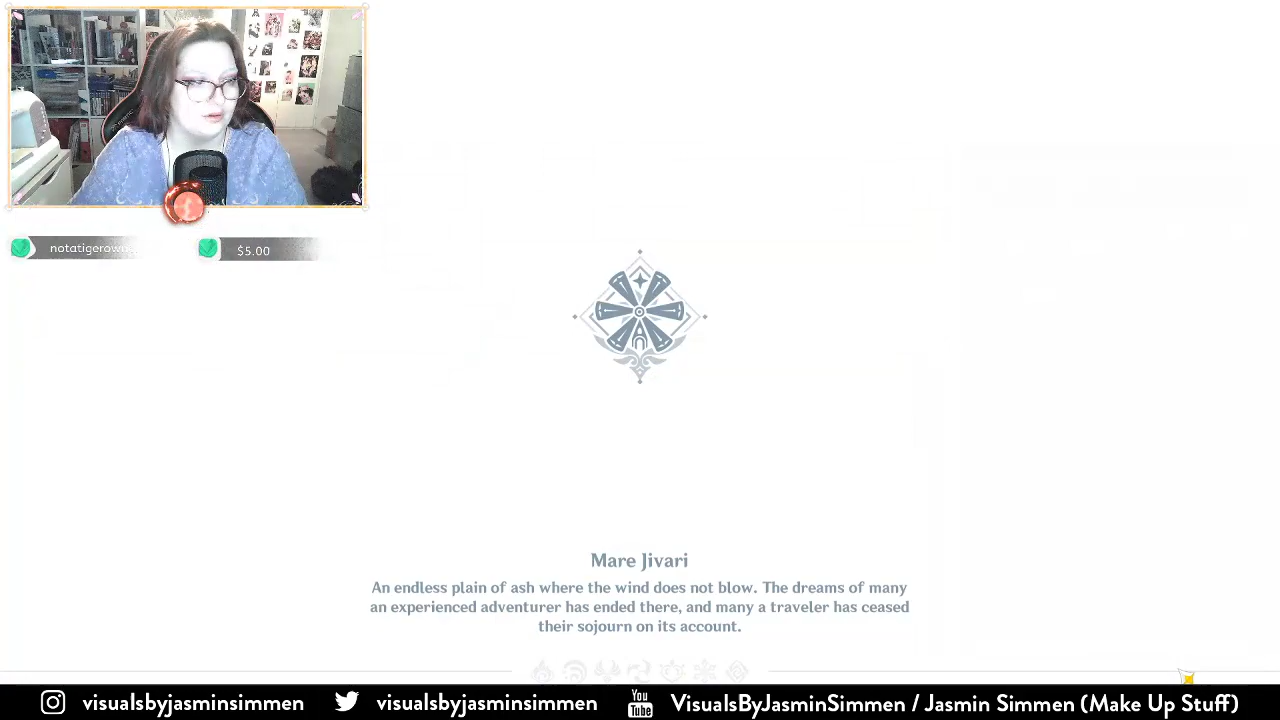 notatigerow
$5.00
Mare Jivari
An endless plain of ash where the wind does not blow. The dreams of many
an experienced adventurer has ended there, and many a traveler has ceased
their sojourn on its account.
visualsbyjasminsimmen
visualsbyjasminsimmen
You
Tube
VisualsByJasminSimmen / Jasmin Simmen (Make Up Stuff)